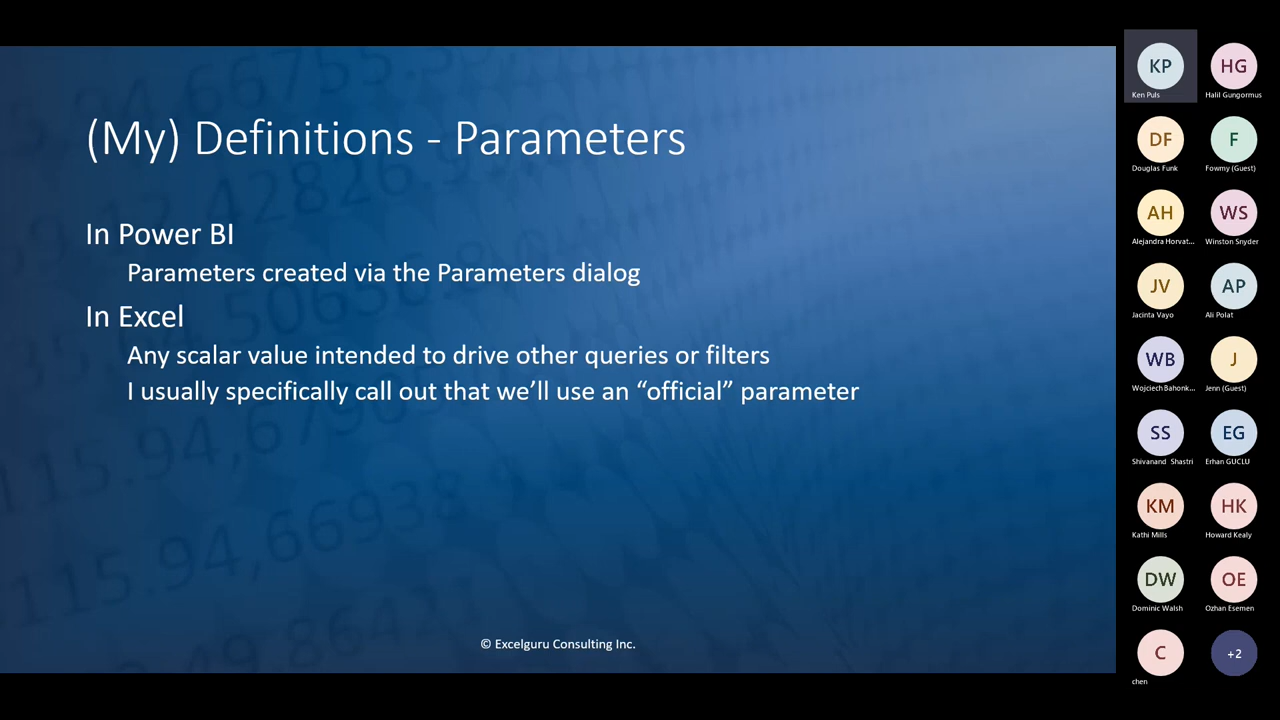 (My) Definitions - Parameters
In Power BI
Parameters created via the Parameters dialog
In Excel
Any scalar value intended to drive other queries or filters
I usually specifically call out that we’ll use an “official” parameter
© Excelguru Consulting Inc.
KP
Ken Puls
HG
Halil Gungormus
DF
Douglas Funk
F
Fowmy (Guest)
AH
Alejandra Horvat...
WS
Winston Snyder
JV
Jacinta Vayo
AP
Ali Polat
WB
Wojciech Bahonk...
J
Jenn (Guest)
SS
Shivanand Shastri
EG
Erhan GUCLU
KM
Kathi Mills
HK
Howard Kealy
DW
Dominic Walsh
OE
Ozhan Esemen
C
chen
+2